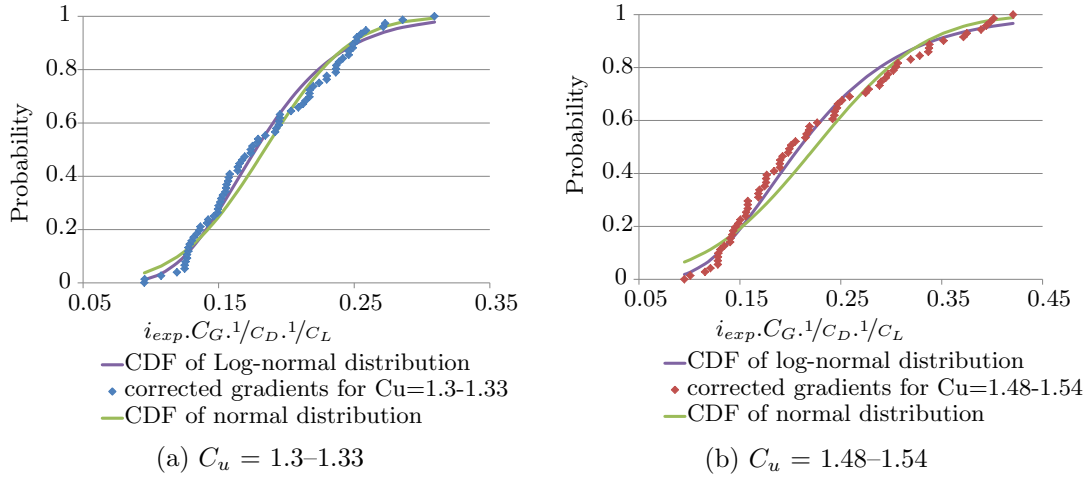 Probability
1
0.8
0.6
0.4
0.2
0
0.05
0.15
0.25
0.35
i_exp.C_G.1/C_D.1/C_L
CDF of Log-normal distribution
corrected gradients for Cu=1.3-1.33
CDF of normal distribution
(a) C_u = 1.3–1.33
Probability
1
0.8
0.6
0.4
0.2
0
0.05
0.15
0.25
0.35
0.45
i_exp.C_G.1/C_D.1/C_L
CDF of log-normal distribution
corrected gradients for Cu=1.48-1.54
CDF of normal distribution
(b) C_u = 1.48–1.54